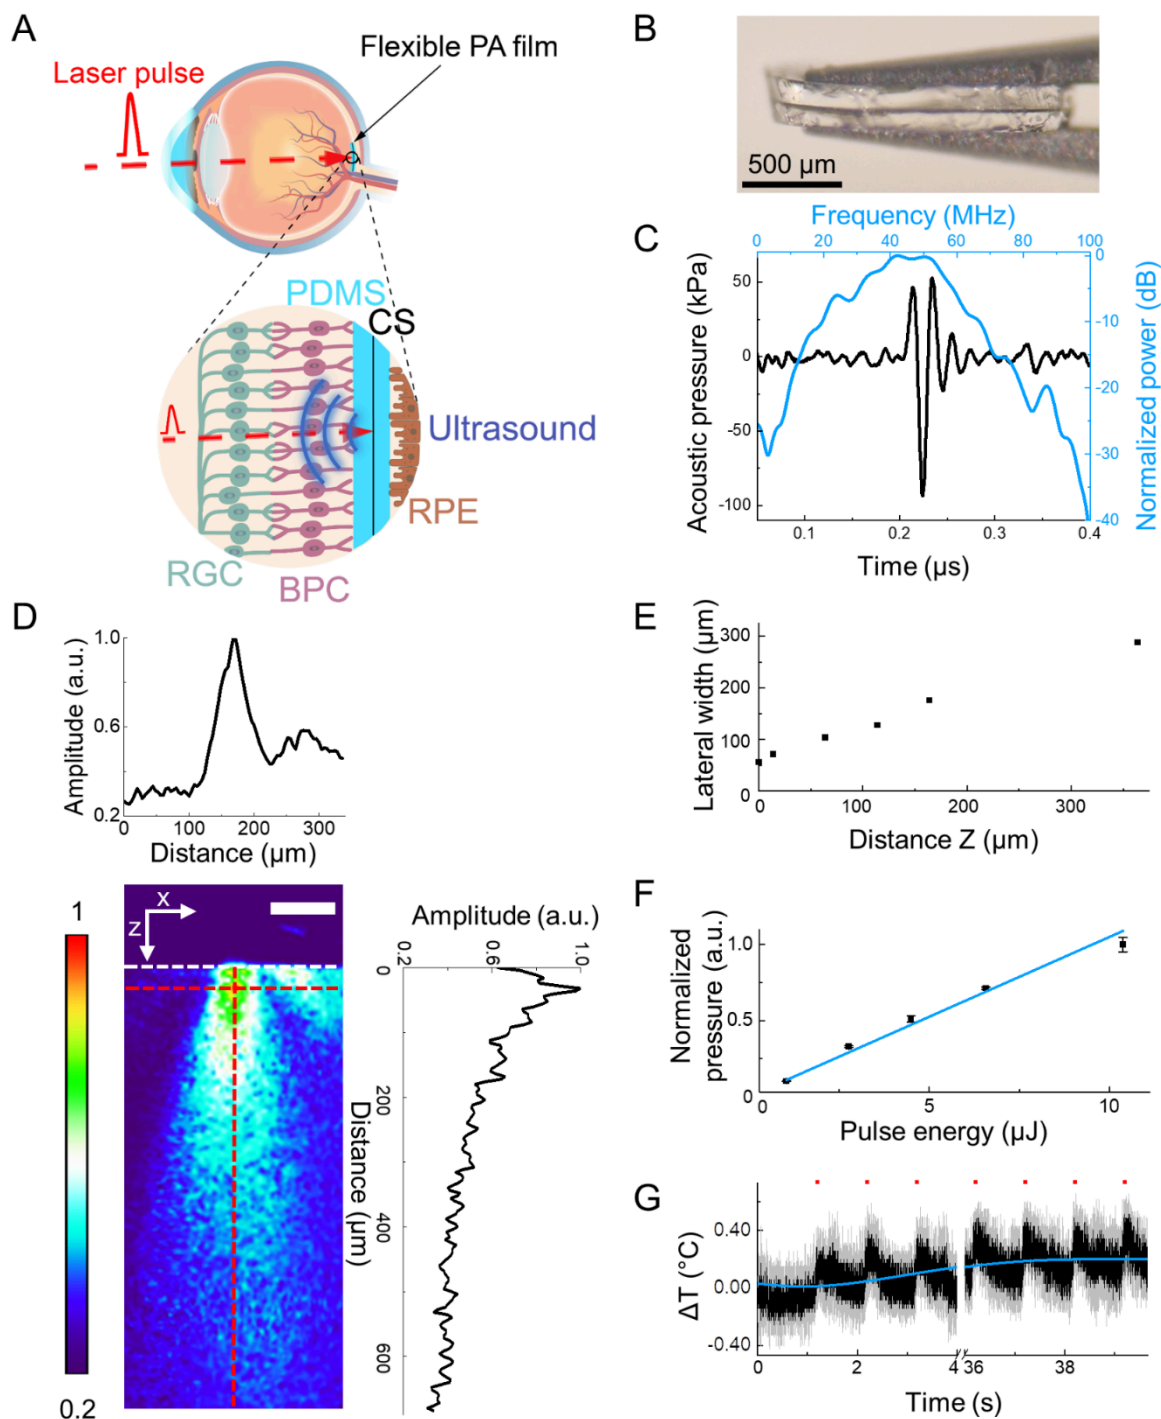 A
Flexible PA film
Laser pulse
PDMS
CS
Ultrasound
RPE
RGC
BPC
B
500 µm
C
Frequency (MHz)
0 20 40 60 80 100
Acoustic pressure (kPa)
50
0
-50
-100
Normalized power (dB)
0
-10
-20
-30
-40
0.1 0.2 0.3 0.4
Time (µs)
D
Amplitude (a.u.)
1.0
0.6
0.2
0 100 200 300
Distance (µm)
1
0.2
X
Z
Amplitude (a.u.)
0.2 0.6 1.0
Distance (µm)
0
200
400
600
E
Lateral width (µm)
300
200
100
0
0 100 200 300
Distance Z (µm)
F
Normalized
pressure (a.u.)
1.0
0.5
0.0
0 5 10
Pulse energy (µJ)
G
ΔT (°C)
0.40
0.00
-0.40
0 2 4 36 38
Time (s)